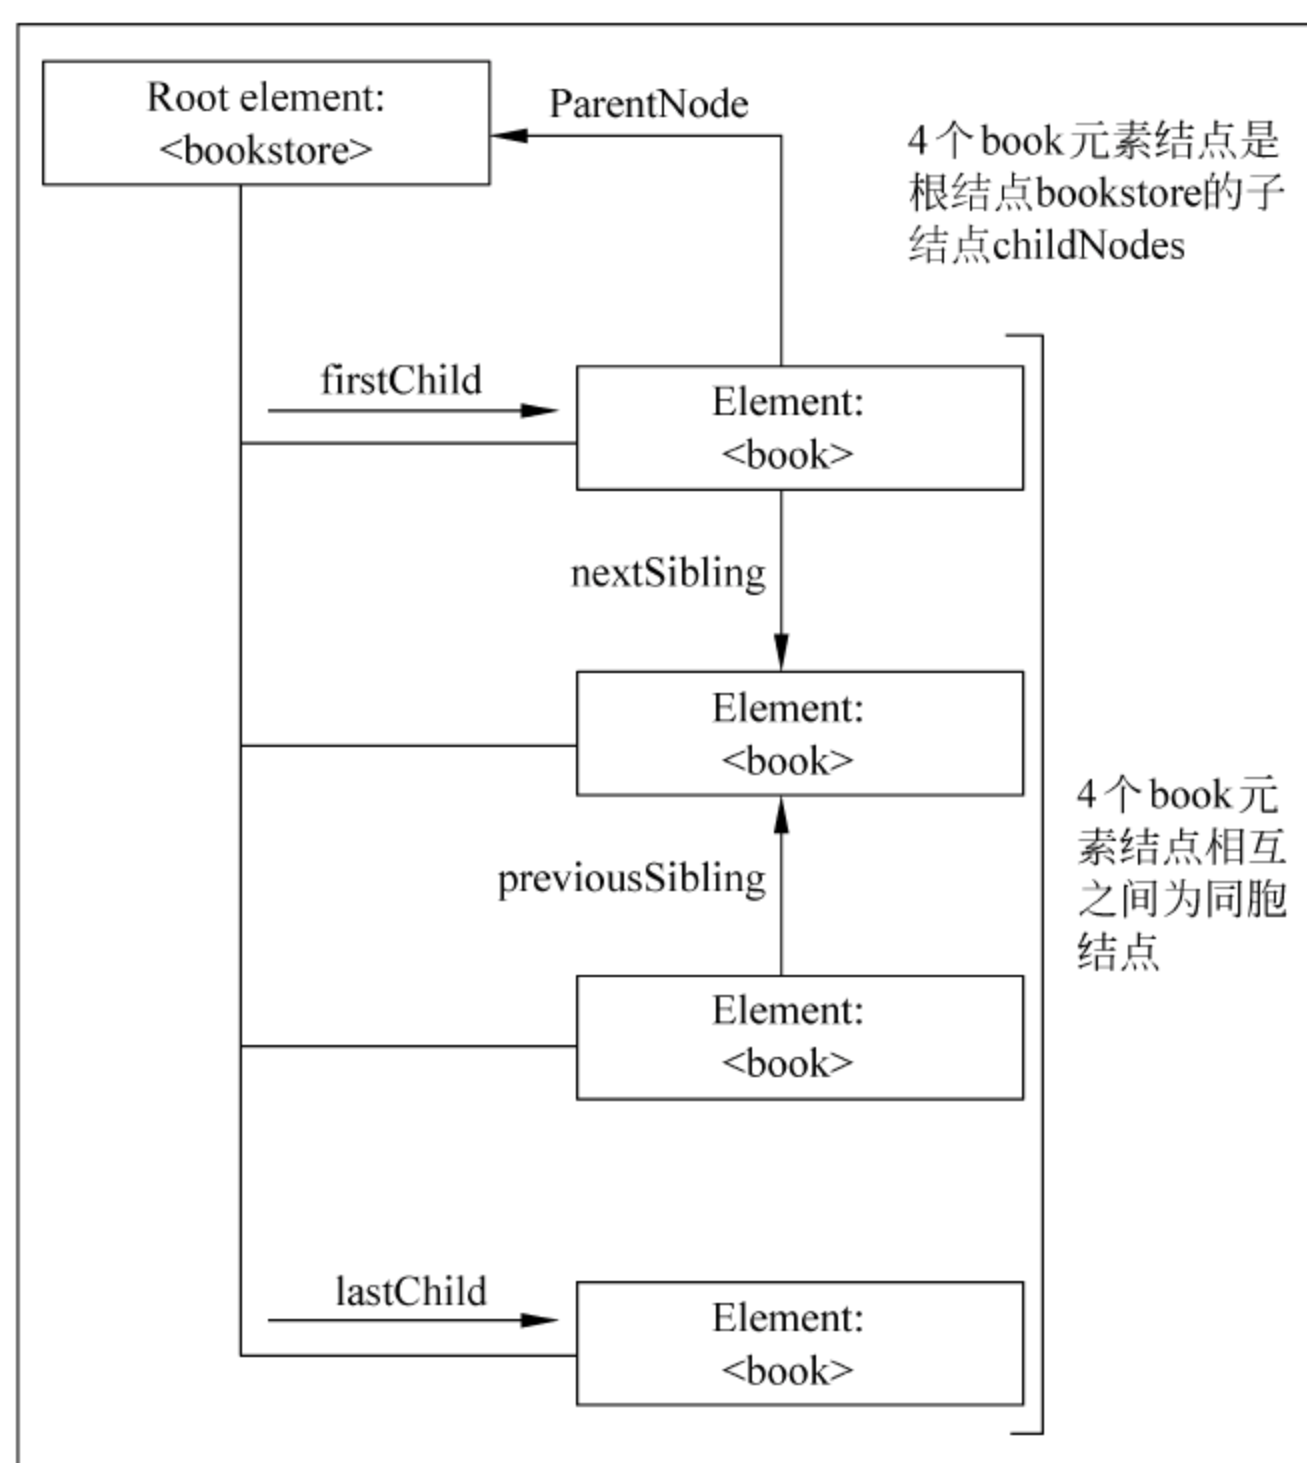 Root element:
<bookstore>
ParentNode
4个book元素结点是
根结点bookstore的子
结点childNodes
firstChild
Element:
<book>
nextSibling
Element:
<book>
4个book元
素结点相互
之间为同胞
结点
previousSibling
Element:
<book>
lastChild
Element:
<book>